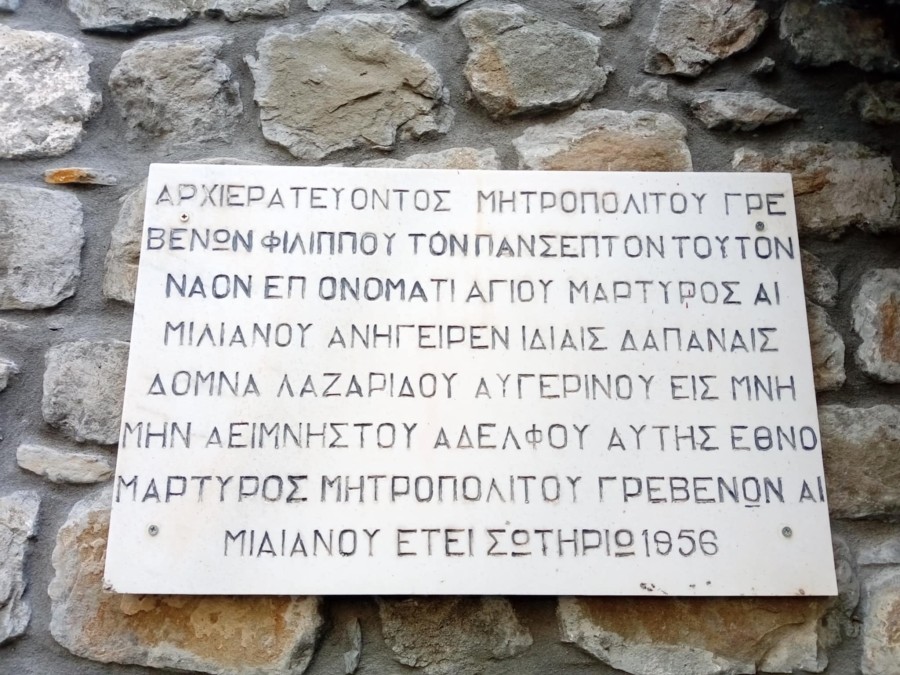 ΑΡΧΙΕΡΑΤΕΥΟΝΤΟΣ ΜΗΤΡΟΠΟΛΙΤΟΥ ΓΡΕ
ΒΕΝΩΝ ΦΙΛΙΠΠΟΥ ΤΟΝ ΠΑΝΣΕΠΤΟΝ ΤΟΥΤΟΝ
ΝΑΟΝ ΕΠ ΟΝΟΜΑΤΙ ΑΓΙΟΥ ΜΑΡΤΥΡΟΣ ΑΙ
ΜΙΛΙΑΝΟΥ ΑΝΗΓΕΙΡΕΝ ΙΔΙΑΙΣ ΔΑΠΑΝΑΙΣ
ΔΟΜΝΑ ΛΑΖΑΡΙΔΟΥ ΑΥΓΕΡΙΝΟΥ ΕΙΣ ΜΝΗ
ΜΗΝ ΑΕΙΜΝΗΣΤΟΥ ΑΔΕΛΦΟΥ ΑΥΤΗΣ ΕΘΝΟ
ΜΑΡΤΥΡΟΣ ΜΗΤΡΟΠΟΛΙΤΟΥ ΓΡΕΒΕΝΩΝ ΑΙ
ΜΙΛΙΑΝΟΥ ΕΤΕΙ ΣΩΤΗΡΙΩ 1956